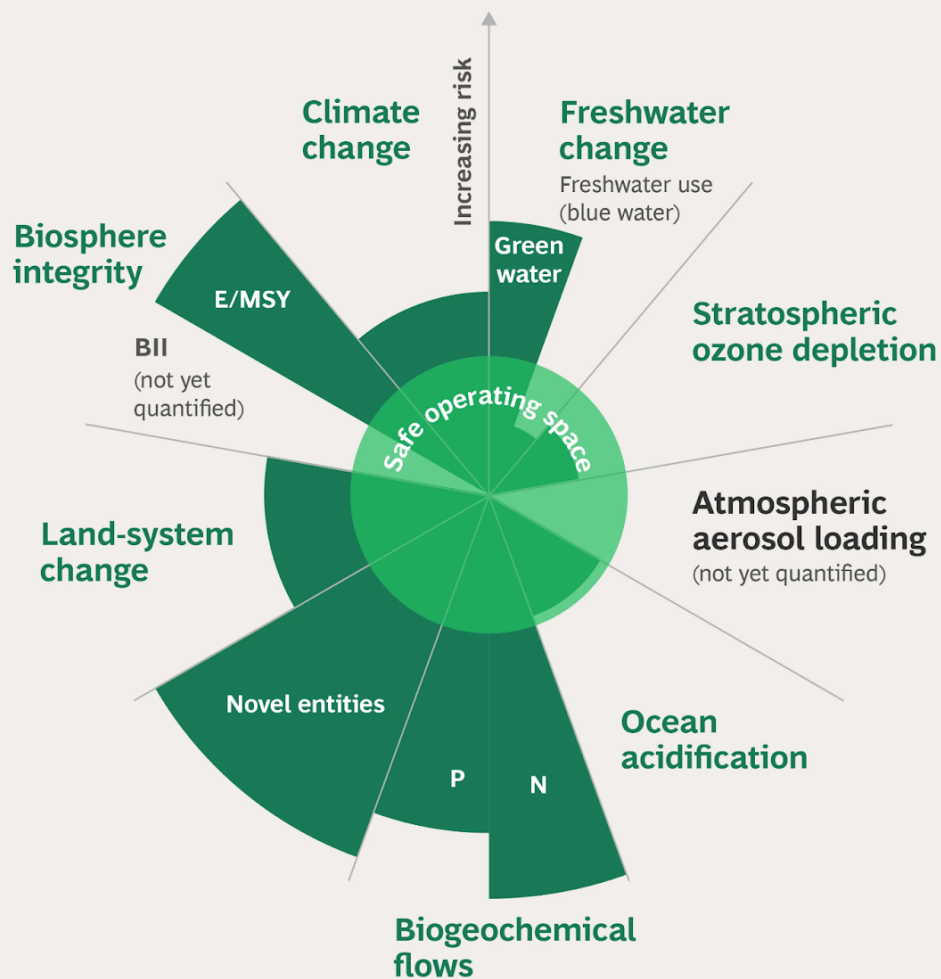 Increasing risk
Climate
change
Freshwater
change
Freshwater use
(blue water)
Green
water
Biosphere
integrity
E/MSY
BII
(not yet
quantified)
Stratospheric
ozone depletion
Safe operating space
Land-system
change
Atmospheric
aerosol loading
(not yet quantified)
Novel entities
P
N
Ocean
acidification
Biogeochemical
flows